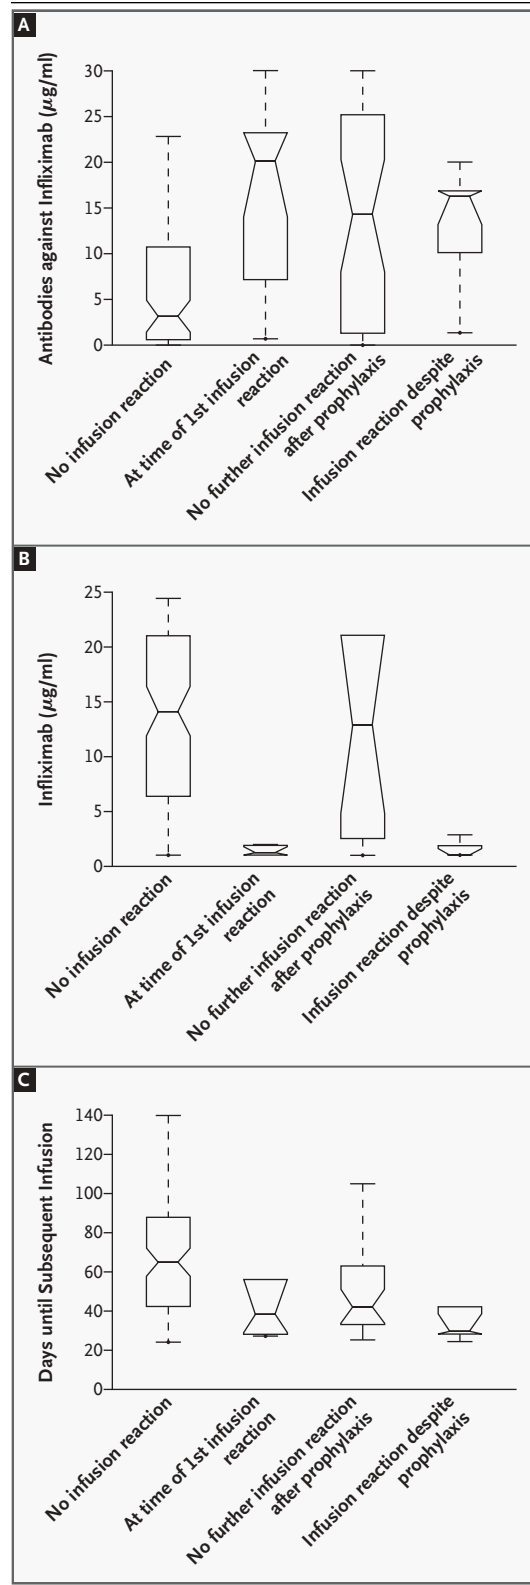 A
Antibodies against Infliximab (μg/ml)
30
25
20
15
10
5
0
No infusion reaction
At time of 1st infusion
reaction
No further infusion reaction
after prophylaxis
Infusion reaction despite
prophylaxis
B
Infliximab (μg/ml)
25
20
15
10
5
0
No infusion reaction
At time of 1st infusion
reaction
No further infusion reaction
after prophylaxis
Infusion reaction despite
prophylaxis
C
Days until Subsequent Infusion
140
120
100
80
60
40
20
0
No infusion reaction
At time of 1st infusion
reaction
No further infusion reaction
after prophylaxis
Infusion reaction despite
prophylaxis